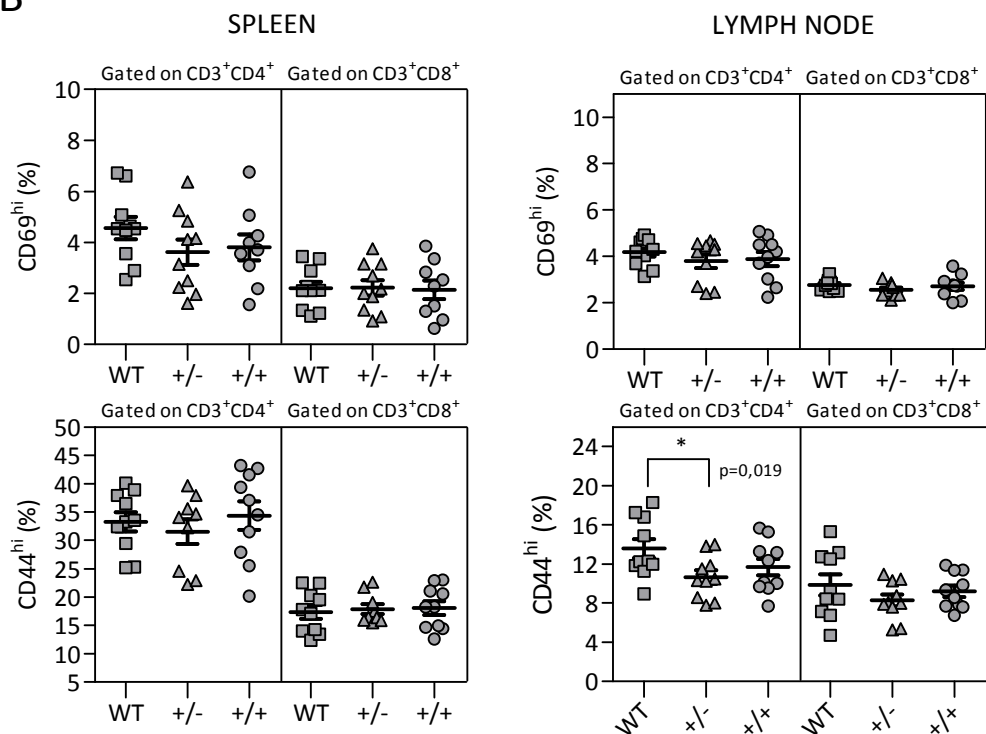 B
SPLEEN
LYMPH NODE
Gated on CD3⁺CD4⁺
Gated on CD3⁺CD8⁺
CD69ʰⁱ (%)
10
8
6
4
2
0
WT
+/-
+/+
WT
+/-
+/+
Gated on CD3⁺CD4⁺
Gated on CD3⁺CD8⁺
CD69ʰⁱ (%)
10
8
6
4
2
0
WT
+/-
+/+
WT
+/-
+/+
Gated on CD3⁺CD4⁺
Gated on CD3⁺CD8⁺
CD44ʰⁱ (%)
50
45
40
35
30
25
20
15
10
5
WT
+/-
+/+
WT
+/-
+/+
Gated on CD3⁺CD4⁺
Gated on CD3⁺CD8⁺
CD44ʰⁱ (%)
24
20
16
12
8
4
0
*
p=0,019
WT
+/-
+/+
WT
+/-
+/+